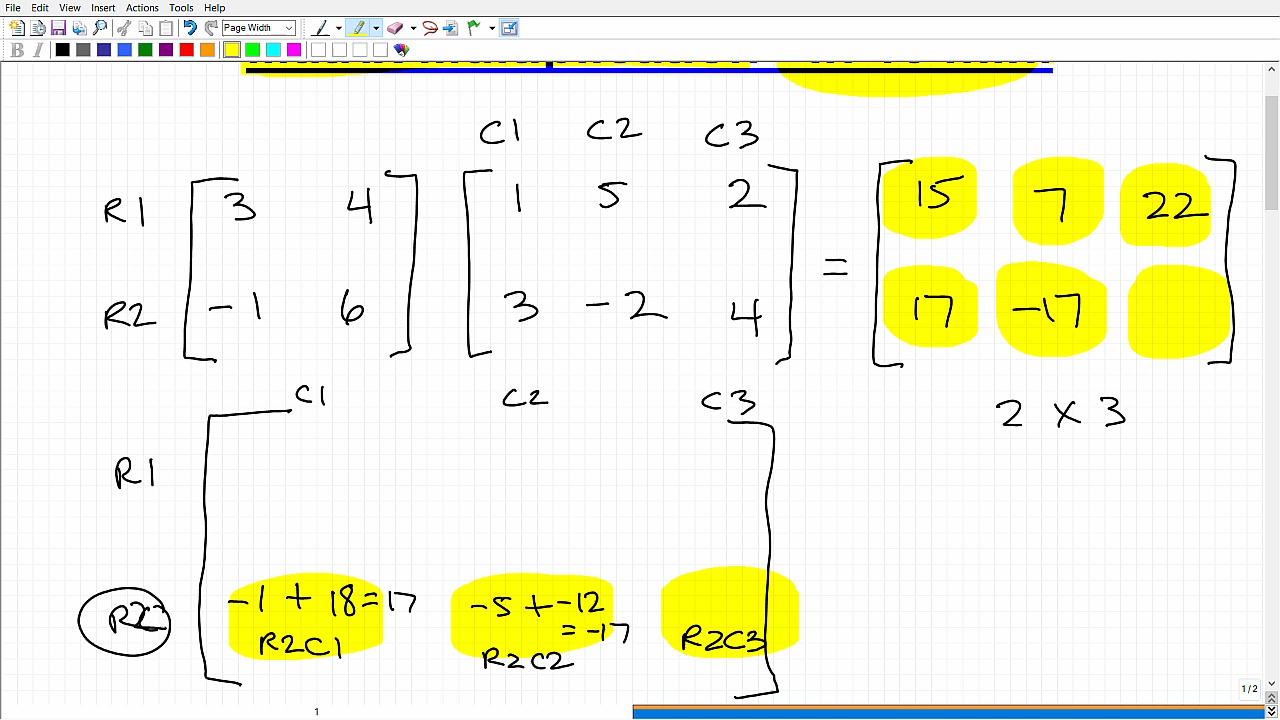 File Edit View Insert Actions Tools Help
Page Width
B I
C1 C2 C3
R1 3 4 1 5 2 = 15 7 22
R2 -1 6 3 -2 4 17 -17
C1 C2 C3 2 x 3
R1
R2 -1 + 18 = 17 -5 + -12
= -17
R2C1 R2C2 R2C3
1/2
1